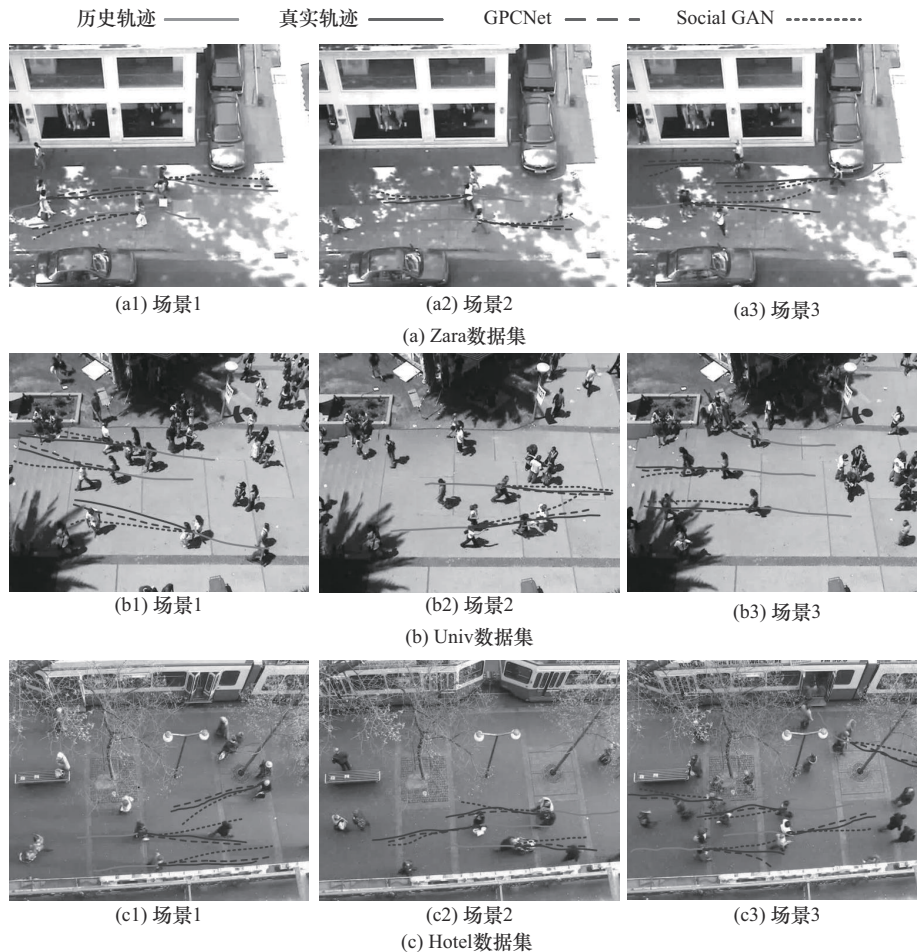 历史轨迹 真实轨迹 GPCNet Social GAN
(a1) 场景1 (a2) 场景2 (a3) 场景3
(a) Zara数据集
(b1) 场景1 (b2) 场景2 (b3) 场景3
(b) Univ数据集
(c1) 场景1 (c2) 场景2 (c3) 场景3
(c) Hotel数据集